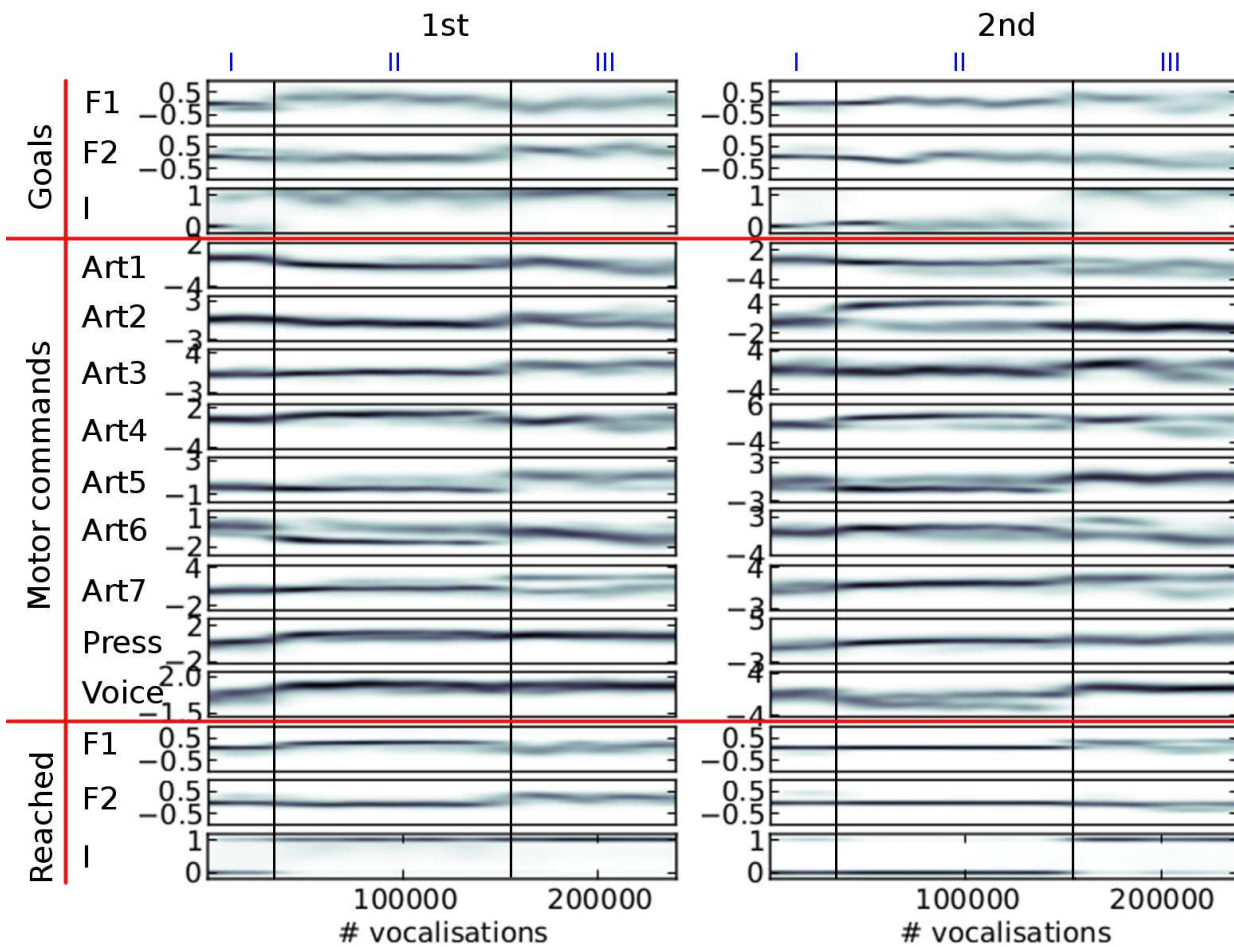 1st 2nd
I II III I II III
Goals
F1 0.5 −0.5 0.5 −0.5
F2 0.5 −0.5 0.5 −0.5
I 1 0 1 0
Motor commands
Art1 2 −4 2 −4
Art2 3 −3 4 −2
Art3 4 −3 4 −4
Art4 2 −4 6 −4
Art5 3 −1 3 −3
Art6 1 −2 3 −4
Art7 4 −2 4 −3
Press 2 −2 −3
Voice 2.0 −1.5 4 −4
Reached
F1 0.5 −0.5 0.5 −0.5
F2 0.5 −0.5 0.5 −0.5
I 1 0 1 0
100000 200000 100000 200000
# vocalisations # vocalisations